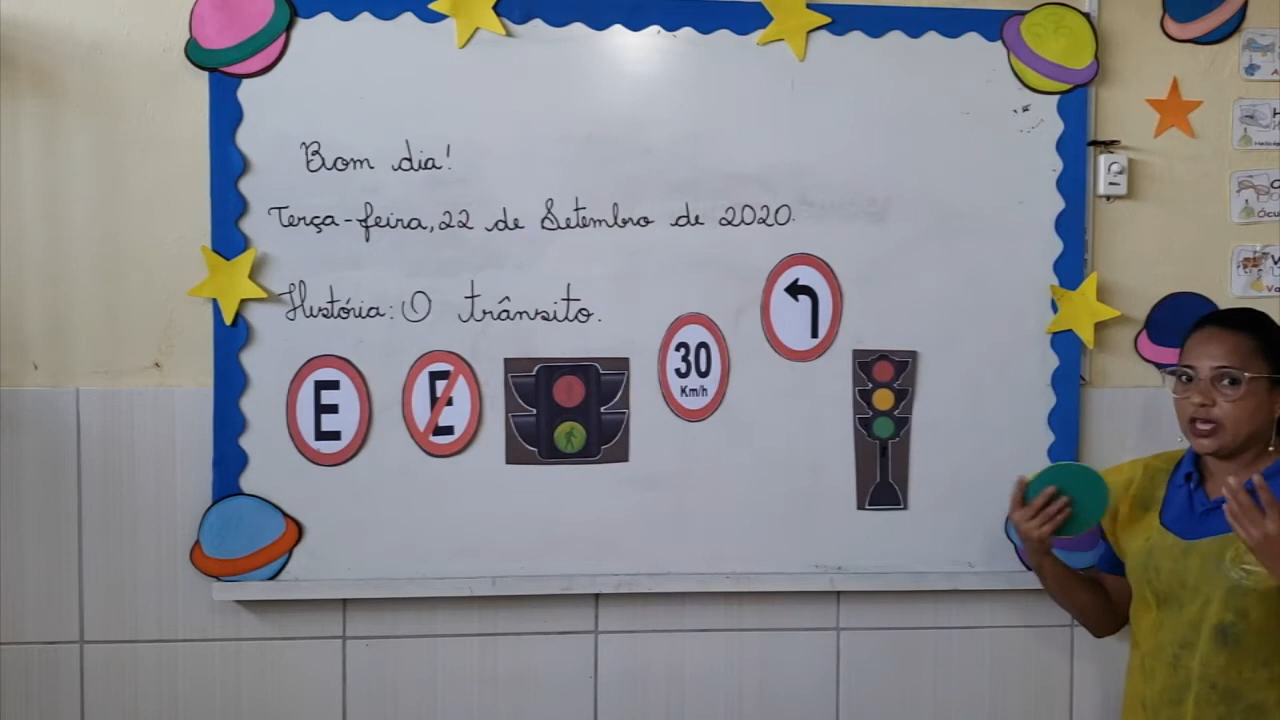 Bom dia!
Terça-feira, 22 de Setembro de 2020.
História: O trânsito.
E
E
30
Km/h